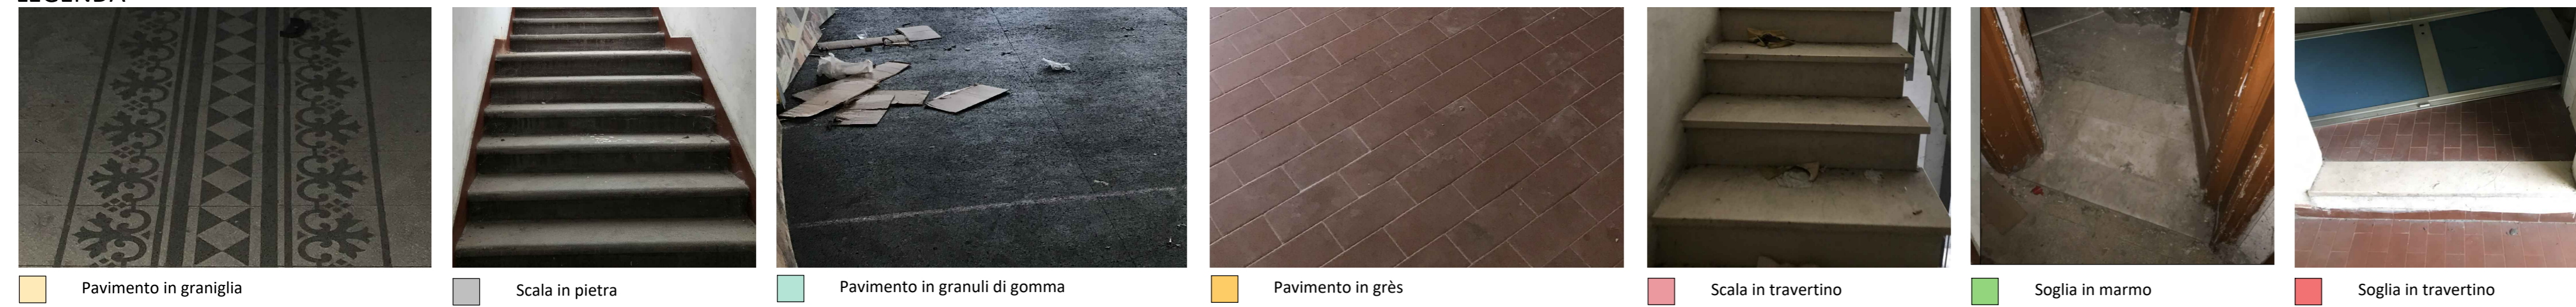 LEGENDA
Pavimento in graniglia
Scala in pietra
Pavimento in granuli di gomma
Pavimento in grès
Scala in travertino
Soglia in marmo
Soglia in travertino